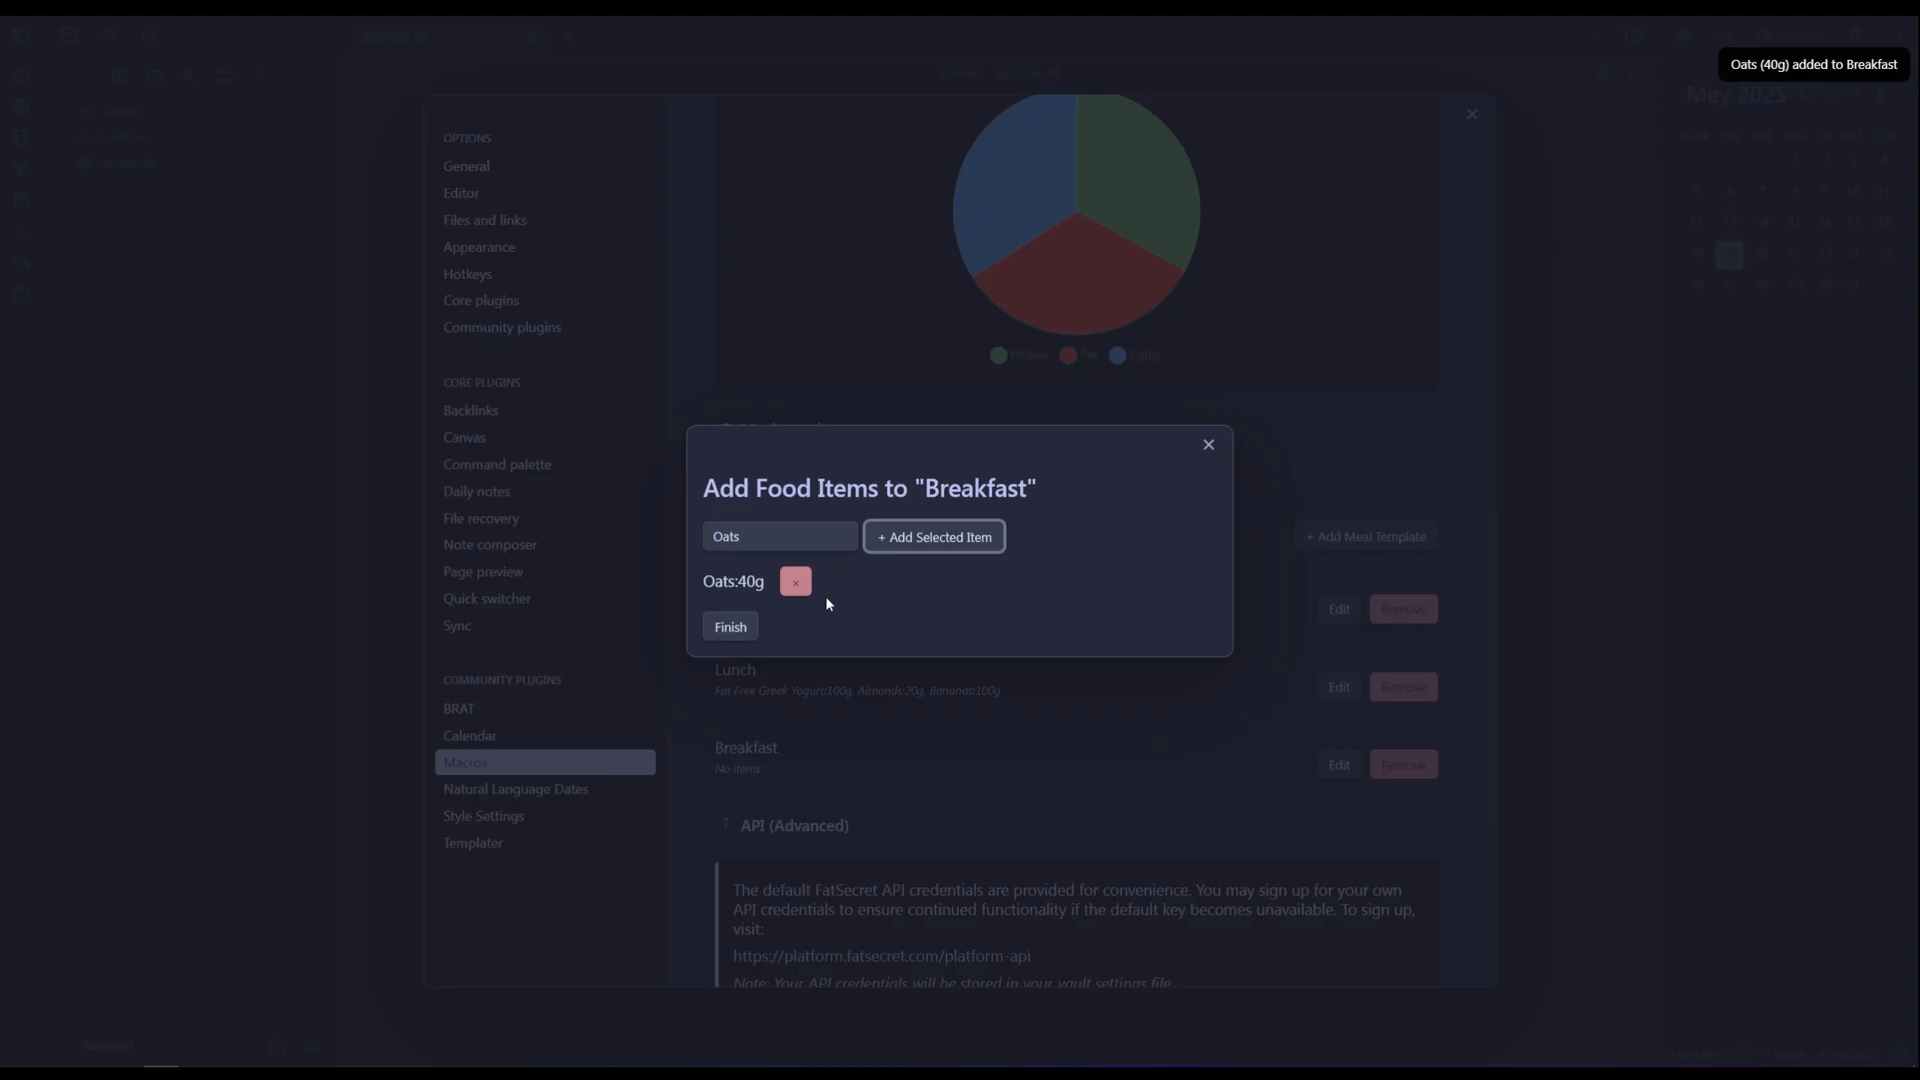 Oats (40g) added to Breakfast
May 2025
OPTIONS
General
Editor
Files and links
Appearance
Hotkeys
Core plugins
Community plugins
CORE PLUGINS
Backlinks
Canvas
Command palette
Daily notes
File recovery
Note composer
Page preview
Quick switcher
Sync
COMMUNITY PLUGINS
BRAT
Calendar
Macros
Natural Language Dates
Style Settings
Templater
Protein Fat Carbs
Add Food Items to "Breakfast"
Oats
+ Add Selected Item
Oats:40g ×
Finish
+ Add Meal Template
Edit Remove
Lunch
Fat Free Greek Yogurt:100g, Almonds:20g, Bananas:100g
Edit Remove
Breakfast
No items
Edit Remove
API (Advanced)
The default FatSecret API credentials are provided for convenience. You may sign up for your own
API credentials to ensure continued functionality if the default key becomes unavailable. To sign up,
visit:
https://platform.fatsecret.com/platform-api
Note: Your API credentials will be stored in your vault settings file.